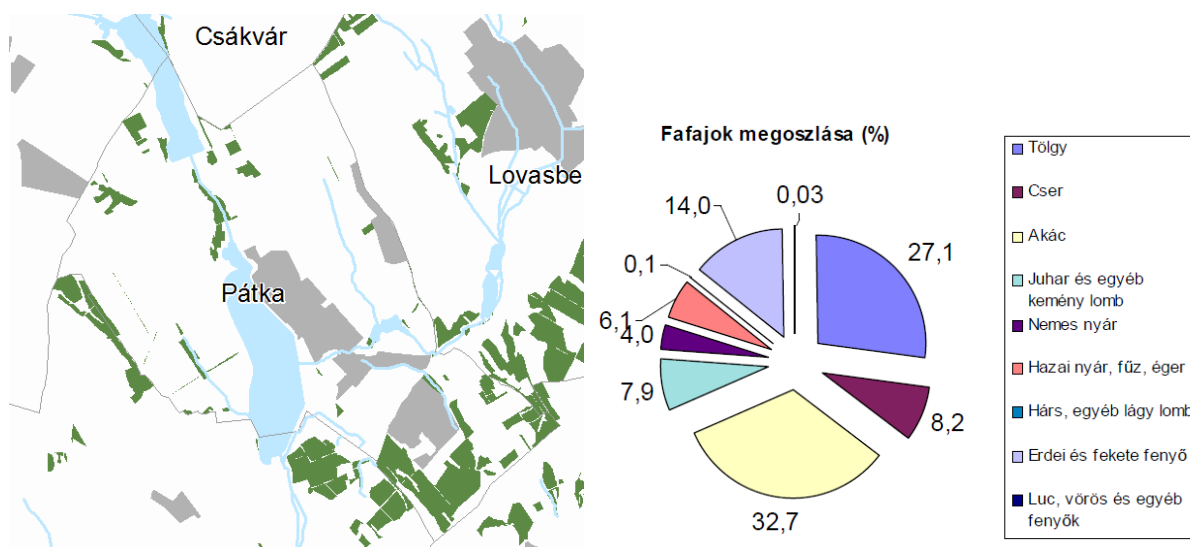 Csákvár
Lovasbe
Pátka
Fafajok megoszlása (%)
0,03
14,0
27,1
0,1
6,1
4,0
7,9
8,2
32,7
Tölgy
Cser
Akác
Juhar és egyéb
kemény lomb
Nemes nyár
Hazai nyár, fűz, éger
Hárs, egyéb lágy lomb
Erdei és fekete fenyő
Luc, vörös és egyéb
fenyők